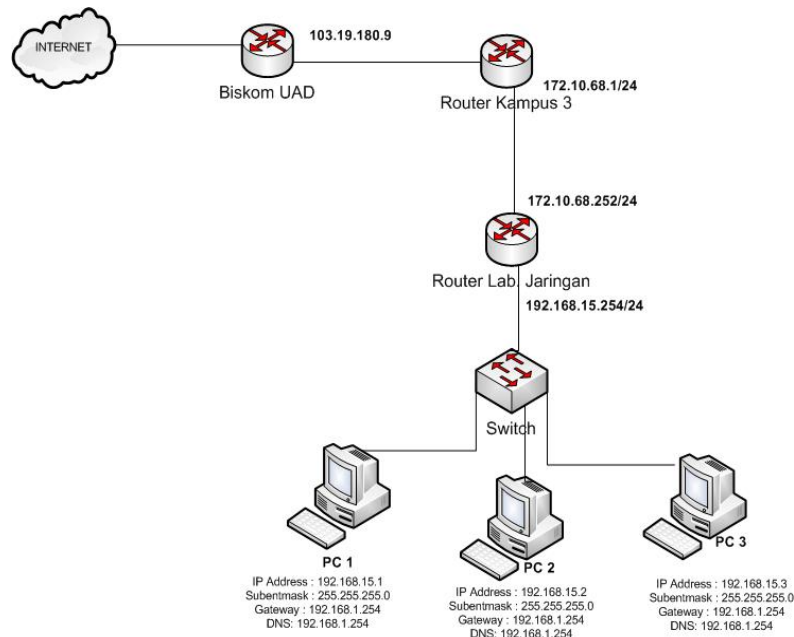 INTERNET
103.19.180.9
Biskom UAD
172.10.68.1/24
Router Kampus 3
172.10.68.252/24
Router Lab. Jaringan
192.168.15.254/24
Switch
PC 1
IP Address : 192.168.15.1
Subentmask : 255.255.255.0
Gateway : 192.168.1.254
DNS: 192.168.1.254
PC 2
IP Address : 192.168.15.2
Subentmask : 255.255.255.0
Gateway : 192.168.1.254
DNS: 192.168.1.254
PC 3
IP Address : 192.168.15.3
Subentmask : 255.255.255.0
Gateway : 192.168.1.254
DNS: 192.168.1.254